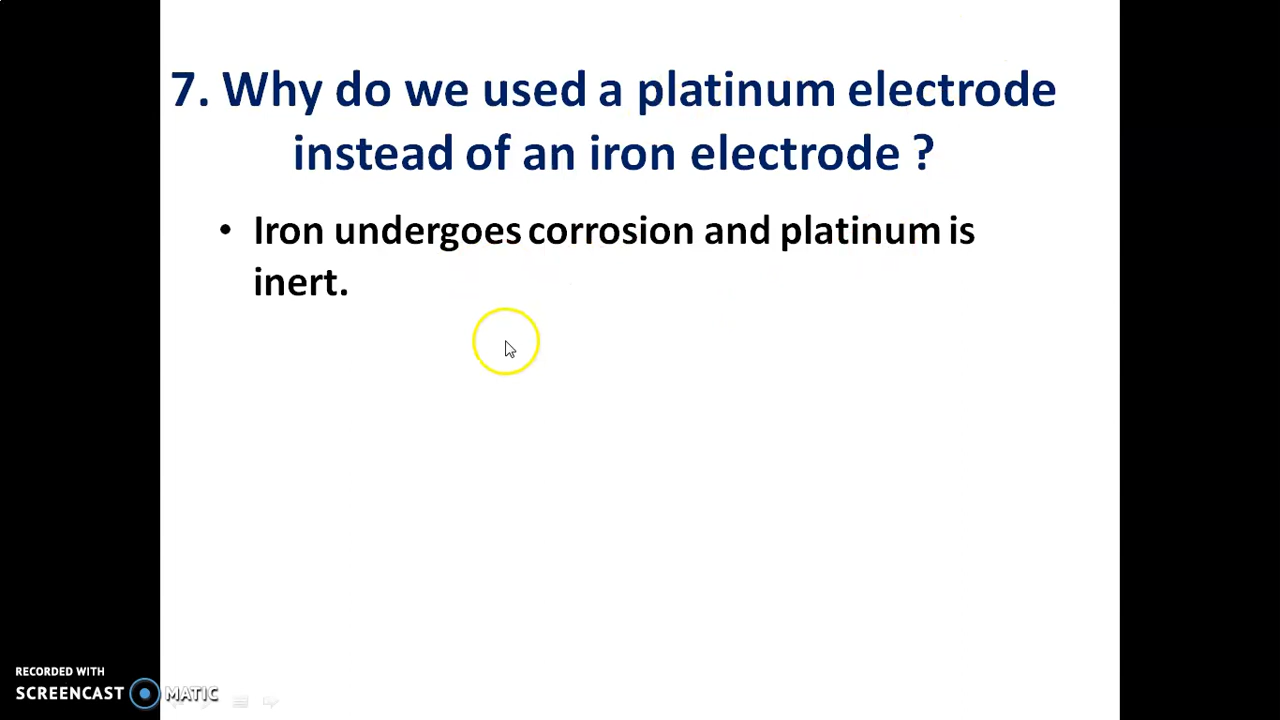 7. Why do we used a platinum electrode
instead of an iron electrode ?
• Iron undergoes corrosion and platinum is
inert.
RECORDED WITH
SCREENCAST MATIC